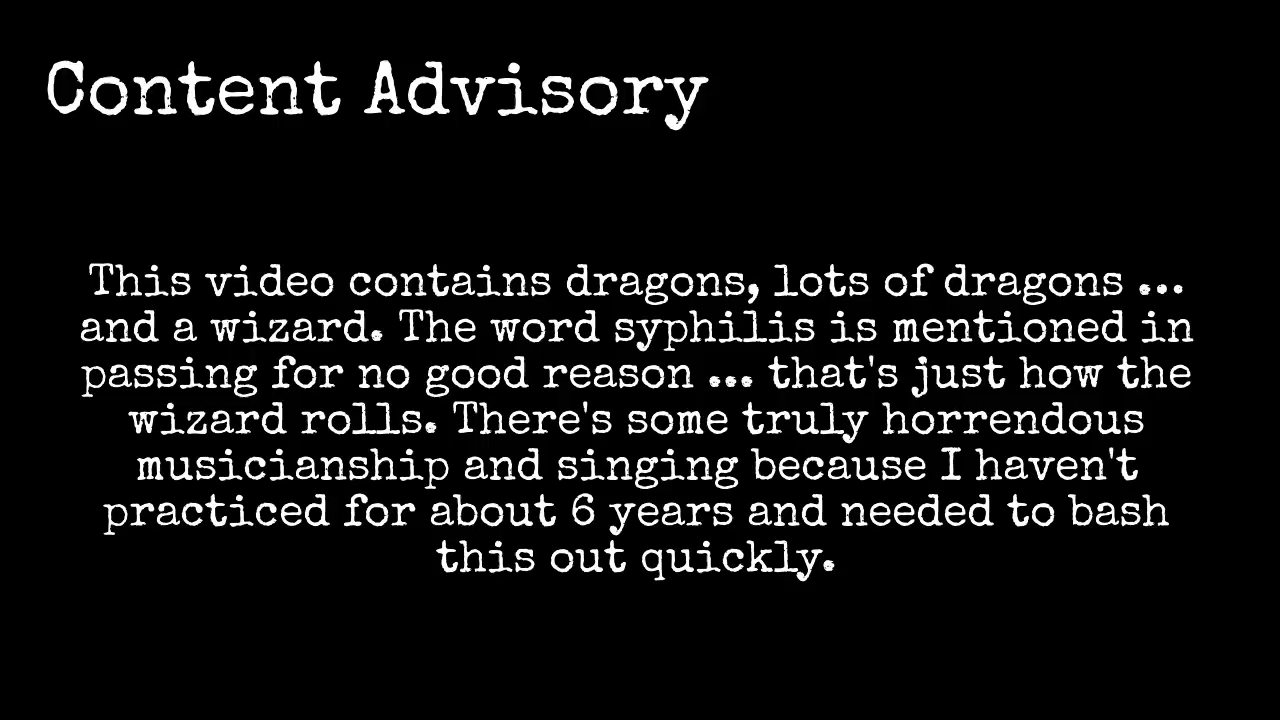 Content Advisory
This video contains dragons, lots of dragons ...
and a wizard. The word syphilis is mentioned in
passing for no good reason ... that's just how the
wizard rolls. There's some truly horrendous
musicianship and singing because I haven't
practiced for about 6 years and needed to bash
this out quickly.